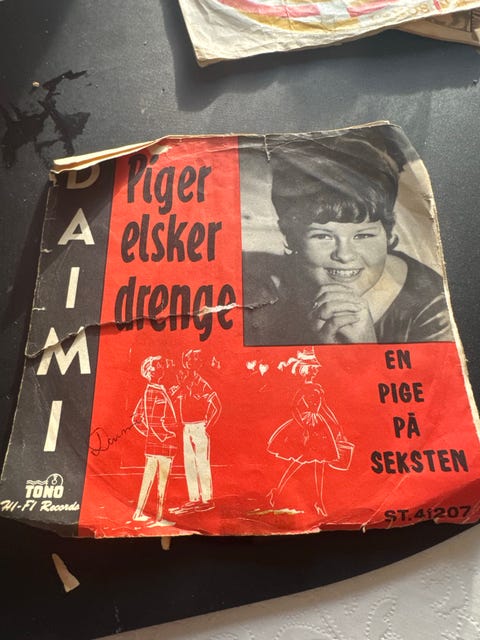 DAIMI
Piger
elsker
drenge
EN
PIGE
PÅ
SEKSTEN
TONO
HI-FI Records
ST. 41207